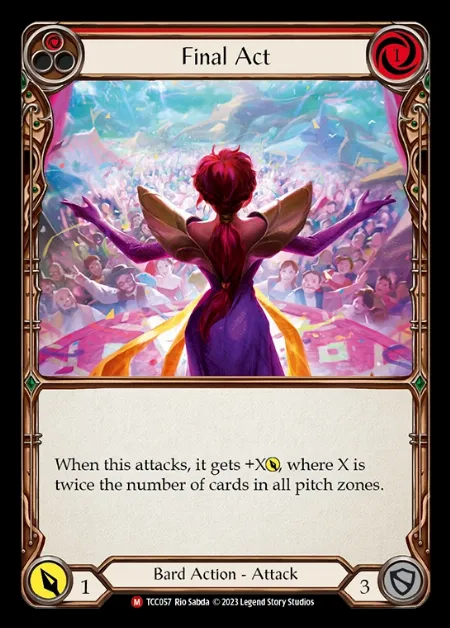 Final Act
I
When this attacks, it gets +X, where X is
twice the number of cards in all pitch zones.
1
Bard Action - Attack
3
M TCC057 Rio Sabda ©2023 Legend Story Studios